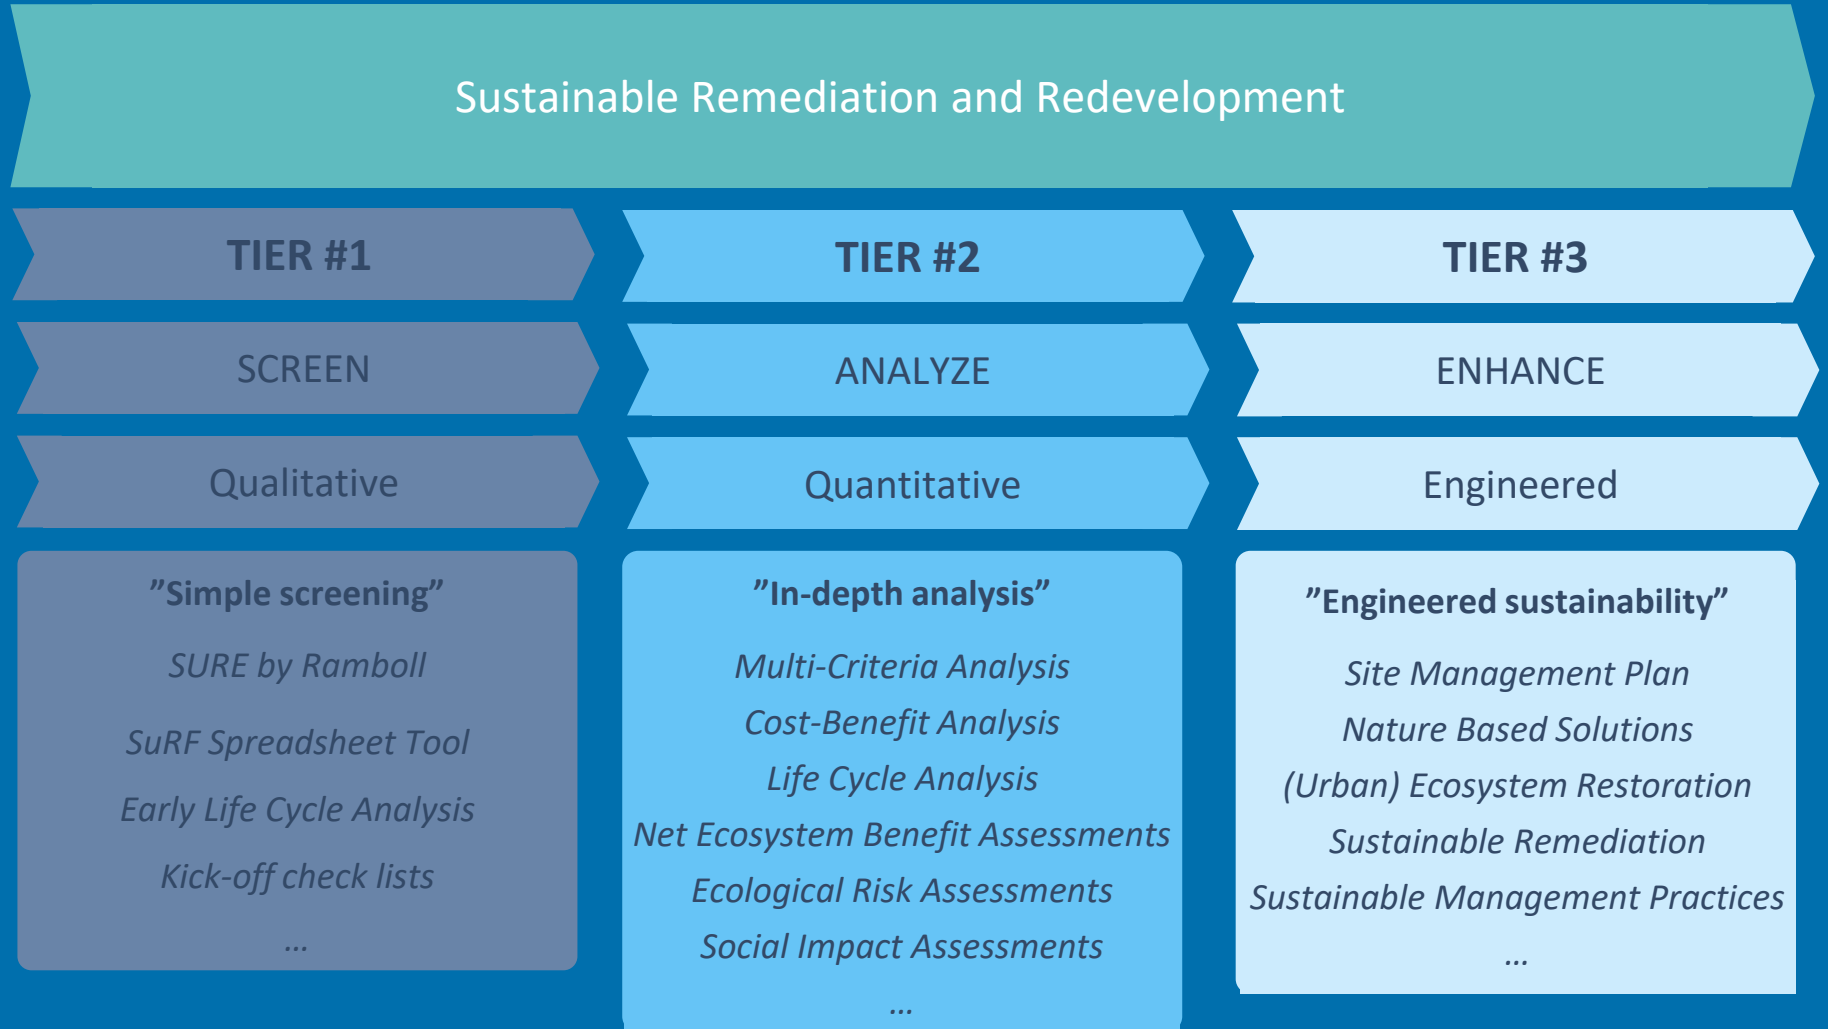 Sustainable Remediation and Redevelopment
TIER #1
SCREEN
Qualitative
”Simple screening”
SURE by Ramboll
SuRF Spreadsheet Tool
Early Life Cycle Analysis
Kick-off check lists
...
TIER #2
ANALYZE
Quantitative
”In-depth analysis”
Multi-Criteria Analysis
Cost-Benefit Analysis
Life Cycle Analysis
Net Ecosystem Benefit Assessments
Ecological Risk Assessments
Social Impact Assessments
...
TIER #3
ENHANCE
Engineered
”Engineered sustainability”
Site Management Plan
Nature Based Solutions
(Urban) Ecosystem Restoration
Sustainable Remediation
Sustainable Management Practices
...